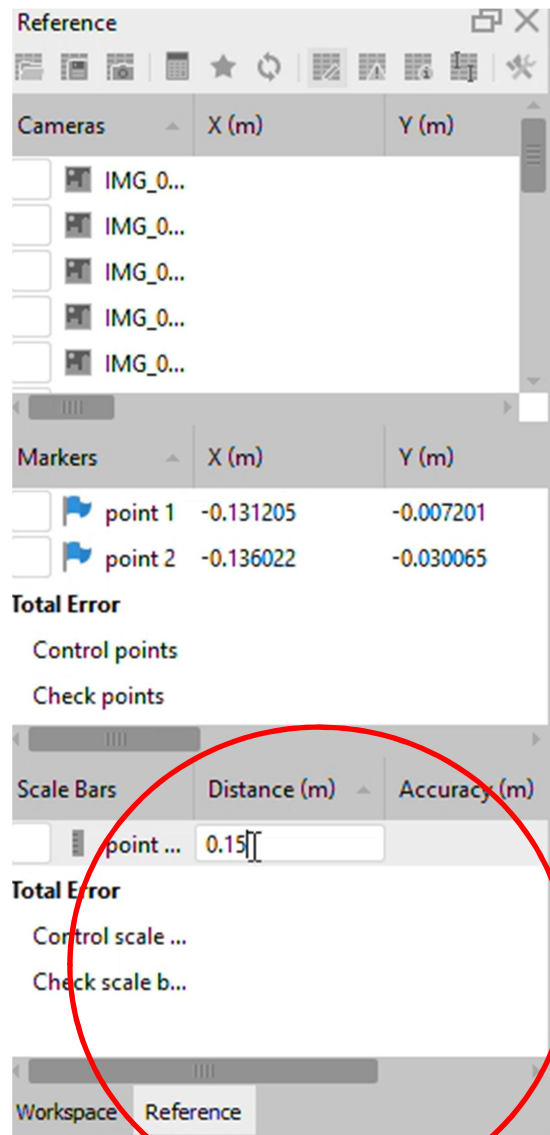 Reference
Cameras X (m) Y (m)
IMG_0...
IMG_0...
IMG_0...
IMG_0...
IMG_0...
Markers X (m) Y (m)
point 1 -0.131205 -0.007201
point 2 -0.136022 -0.030065
Total Error
Control points
Check points
Scale Bars Distance (m) Accuracy (m)
point ... 0.15
Total Error
Control scale ...
Check scale b...
Workspace Reference